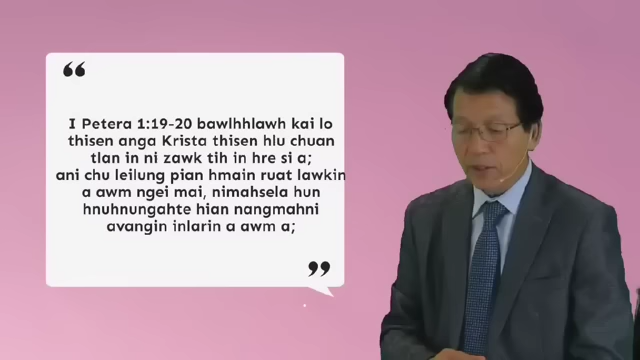 I Petera 1:19-20 bawlhhlawh kai lo
thisen anga Krista thisen hlu chuan
tlan in ni zawk tih in hre si a;
ani chu leilung pian hmain ruat lawkin
a awm ngei mai, nimahsela hun
hnuhnungahte hian nangmahni
avangin inlarin a awm a;